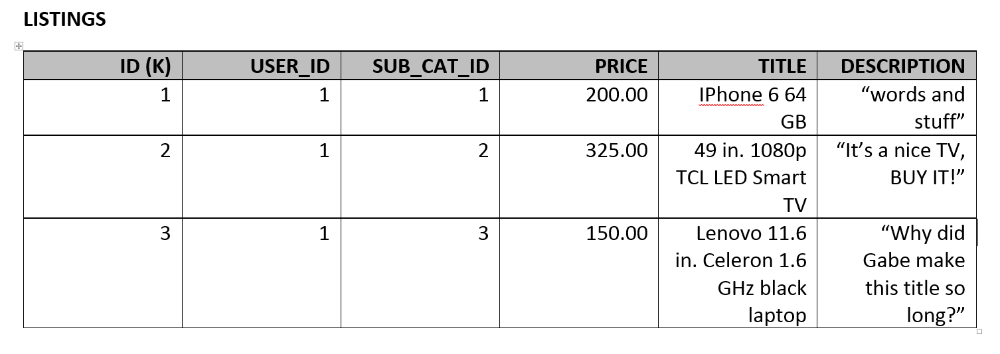 LISTINGS
ID (K) USER_ID SUB_CAT_ID PRICE TITLE DESCRIPTION
1 1 1 200.00 IPhone 6 64 “words and
GB stuff”
2 1 2 325.00 49 in. 1080p “It’s a nice TV,
TCL LED Smart BUY IT!”
TV
3 1 3 150.00 Lenovo 11.6 “Why did
in. Celeron 1.6 Gabe make
GHz black this title so
laptop long?”